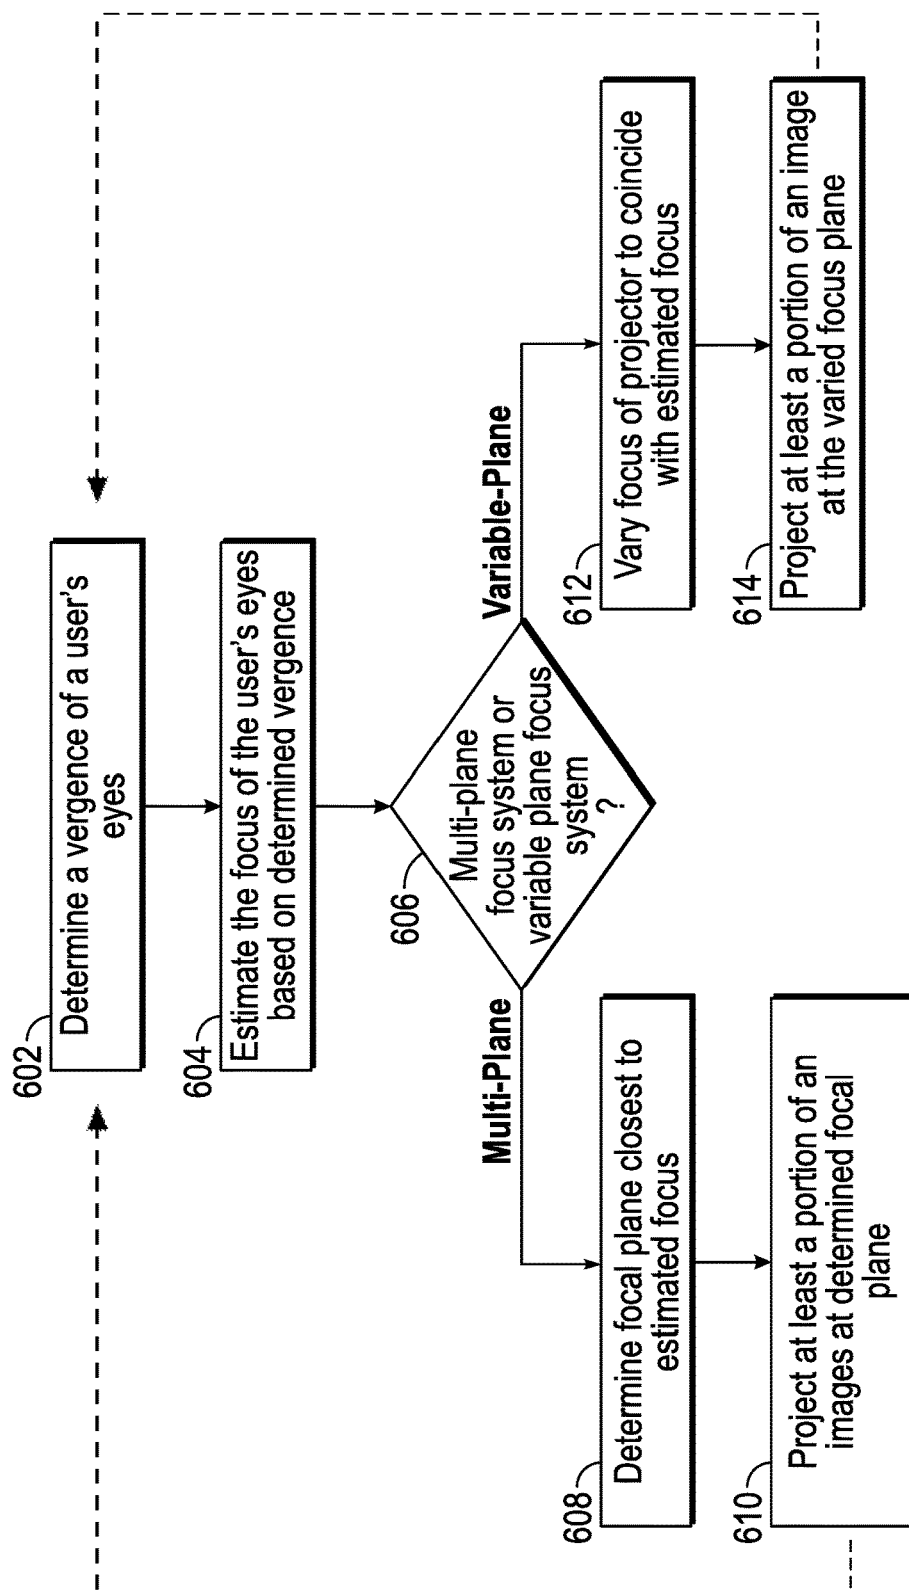 602
Determine a vergence of a user's
eyes
604
Estimate the focus of the user's eyes
based on determined vergence
606
Multi-plane
focus system or
variable plane focus
system
?
Multi-Plane
Variable-Plane
608
Determine focal plane closest to
estimated focus
610
Project at least a portion of an
images at determined focal
plane
612
Vary focus of projector to coincide
with estimated focus
614
Project at least a portion of an image
at the varied focus plane